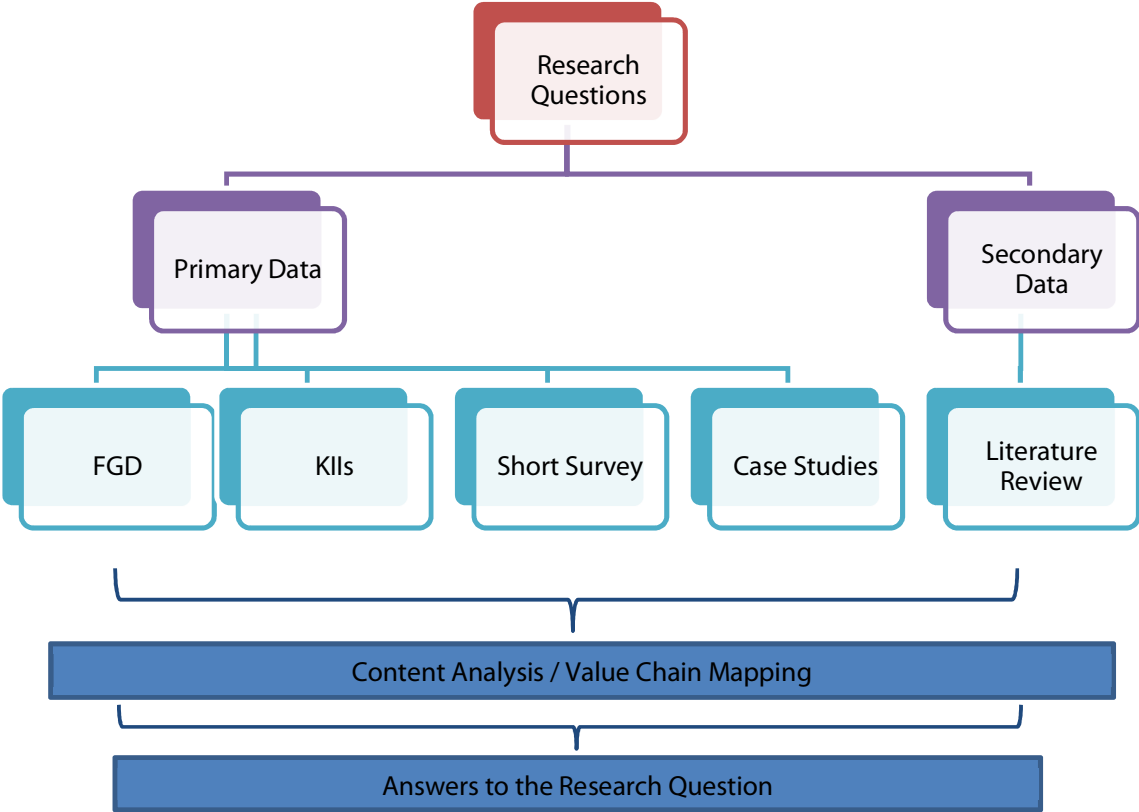 Research
Questions
Primary Data
Secondary
Data
FGD
KIIs
Short Survey
Case Studies
Literature
Review
Content Analysis / Value Chain Mapping
Answers to the Research Question